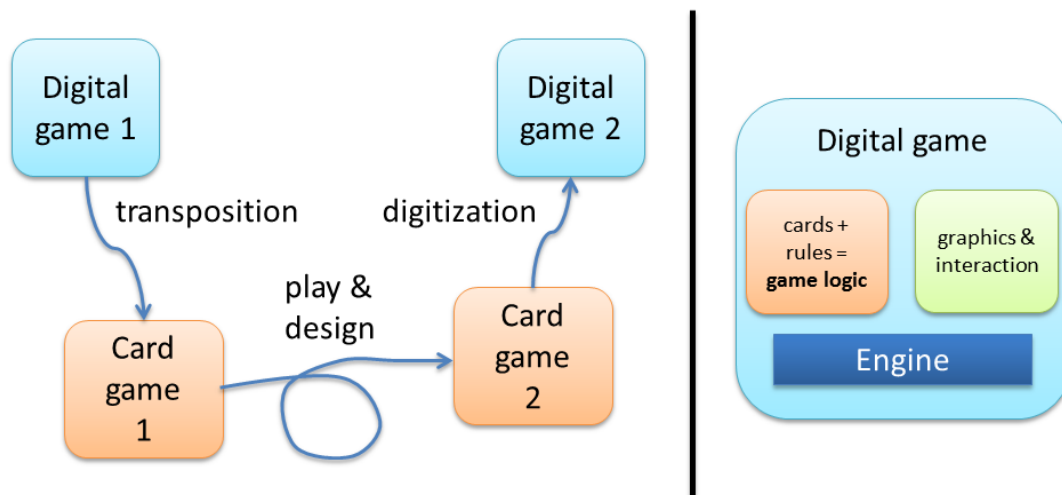 Digital
game 1
Digital
game 2
transposition
digitization
play &
design
Card
game
1
Card
game
2
Digital game
cards +
rules =
game logic
graphics &
interaction
Engine